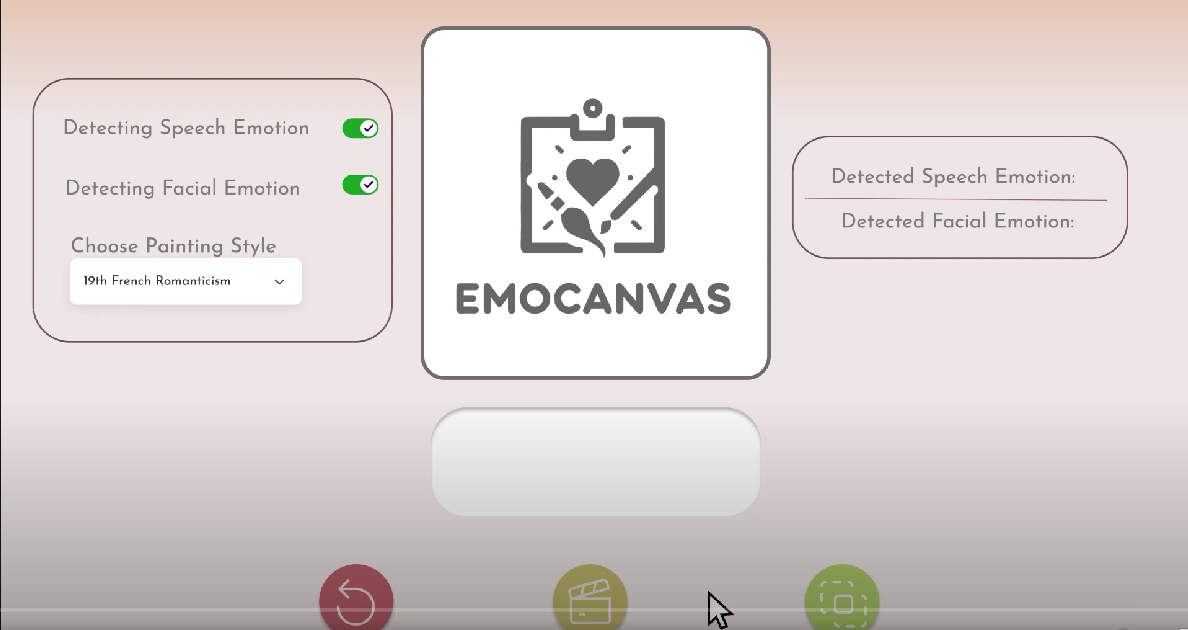 Detecting Speech Emotion
Detecting Facial Emotion
Choose Painting Style
19th French Romanticism
EMOCANVAS
Detected Speech Emotion:
Detected Facial Emotion: